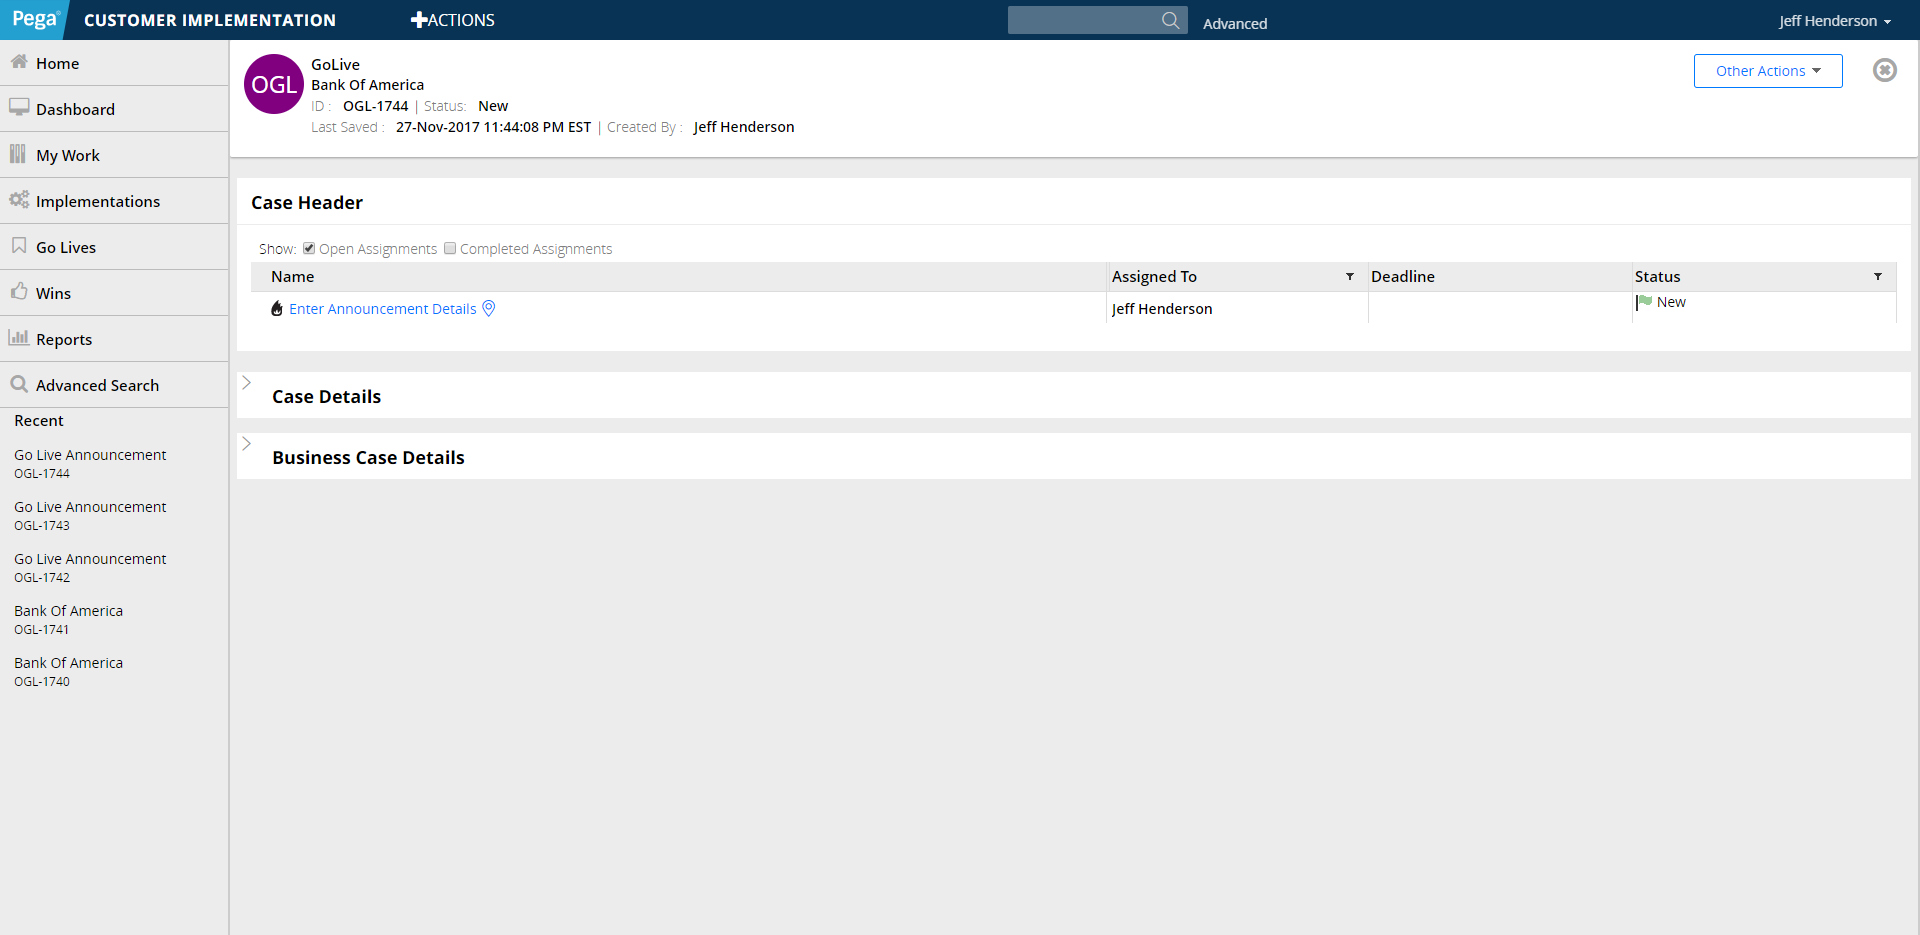 Pega® CUSTOMER IMPLEMENTATION ACTIONS Advanced Jeff Henderson
Home
Dashboard
My Work
Implementations
Go Lives
Wins
Reports
Advanced Search
Recent
Go Live Announcement
OGL-1744
Go Live Announcement
OGL-1743
Go Live Announcement
OGL-1742
Bank Of America
OGL-1741
Bank Of America
OGL-1740
OGL
GoLive
Bank Of America
ID : OGL-1744 | Status: New
Last Saved : 27-Nov-2017 11:44:08 PM EST | Created By : Jeff Henderson
Other Actions
Case Header
Show: Open Assignments Completed Assignments
Name Assigned To Deadline Status
Enter Announcement Details Jeff Henderson New
Case Details
Business Case Details